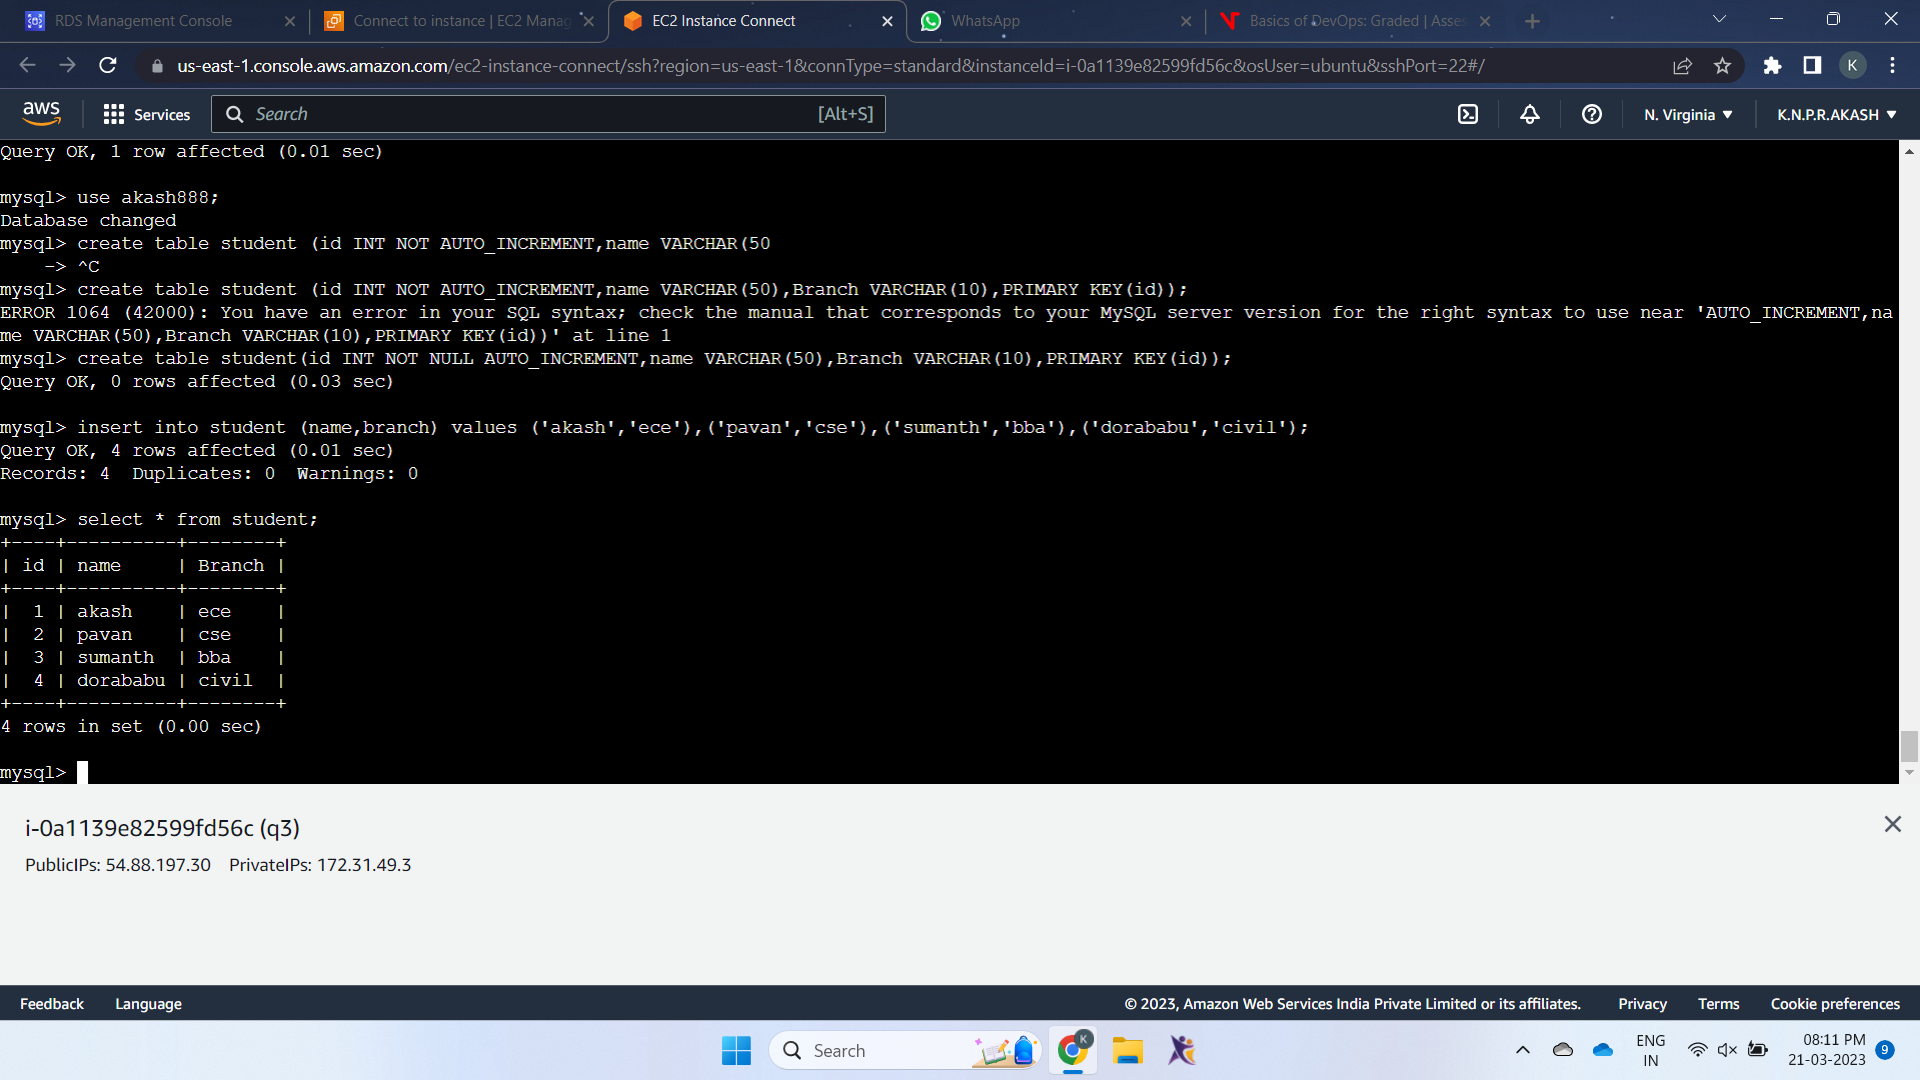 RDS Management Console
Connect to instance | EC2 Manag
EC2 Instance Connect
WhatsApp
Basics of DevOps: Graded | Asses
us-east-1.console.aws.amazon.com/ec2-instance-connect/ssh?region=us-east-1&connType=standard&instanceId=i-0a1139e82599fd56c&osUser=ubuntu&sshPort=22#/
K
aws
Services
Search
[Alt+S]
N. Virginia
K.N.P.R.AKASH
Query OK, 1 row affected (0.01 sec)
mysql> use akash888;
Database changed
mysql> create table student (id INT NOT AUTO_INCREMENT,name VARCHAR(50
    -> ^C
mysql> create table student (id INT NOT AUTO_INCREMENT,name VARCHAR(50),Branch VARCHAR(10),PRIMARY KEY(id));
ERROR 1064 (42000): You have an error in your SQL syntax; check the manual that corresponds to your MySQL server version for the right syntax to use near 'AUTO_INCREMENT,na
me VARCHAR(50),Branch VARCHAR(10),PRIMARY KEY(id))' at line 1
mysql> create table student(id INT NOT NULL AUTO_INCREMENT,name VARCHAR(50),Branch VARCHAR(10),PRIMARY KEY(id));
Query OK, 0 rows affected (0.03 sec)
mysql> insert into student (name,branch) values ('akash','ece'),('pavan','cse'),('sumanth','bba'),('dorababu','civil');
Query OK, 4 rows affected (0.01 sec)
Records: 4  Duplicates: 0  Warnings: 0
mysql> select * from student;
+----+----------+--------+
| id | name     | Branch |
+----+----------+--------+
|  1 | akash    | ece    |
|  2 | pavan    | cse    |
|  3 | sumanth  | bba    |
|  4 | dorababu | civil  |
+----+----------+--------+
4 rows in set (0.00 sec)
mysql>
i-0a1139e82599fd56c (q3)
PublicIPs: 54.88.197.30 PrivateIPs: 172.31.49.3
Feedback
Language
© 2023, Amazon Web Services India Private Limited or its affiliates.
Privacy
Terms
Cookie preferences
Search
K
ENG
IN
08:11 PM
21-03-2023
9